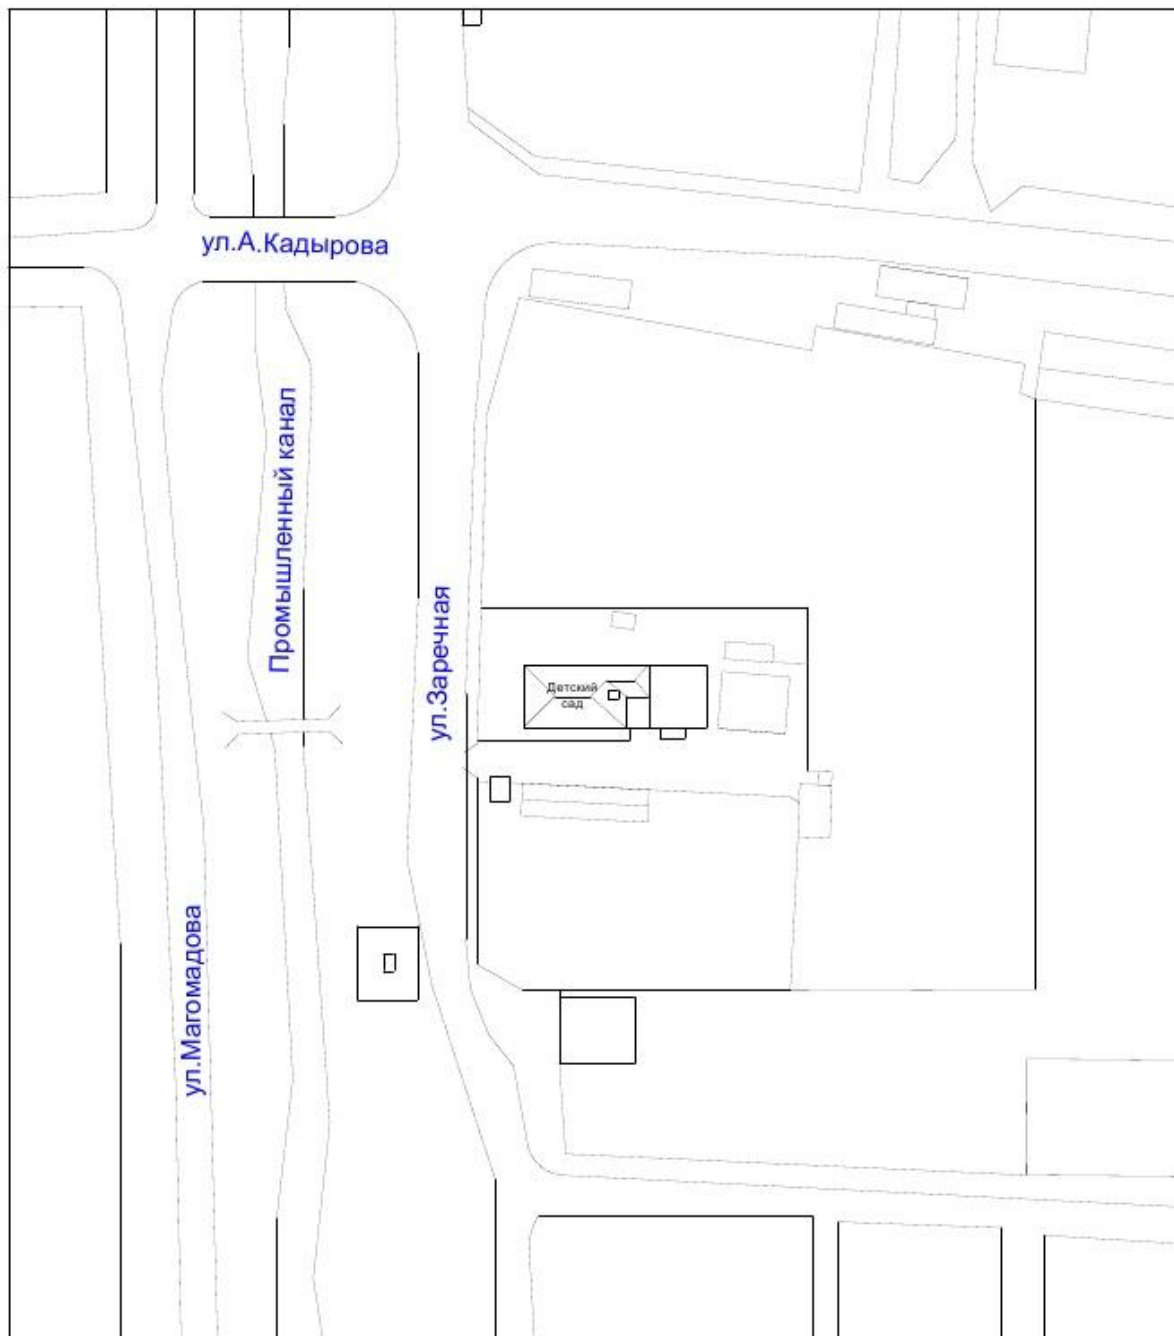 ул.А.Кадырова
Промышленный канал
ул.Заречная
Детский
сад
ул.Магомадова